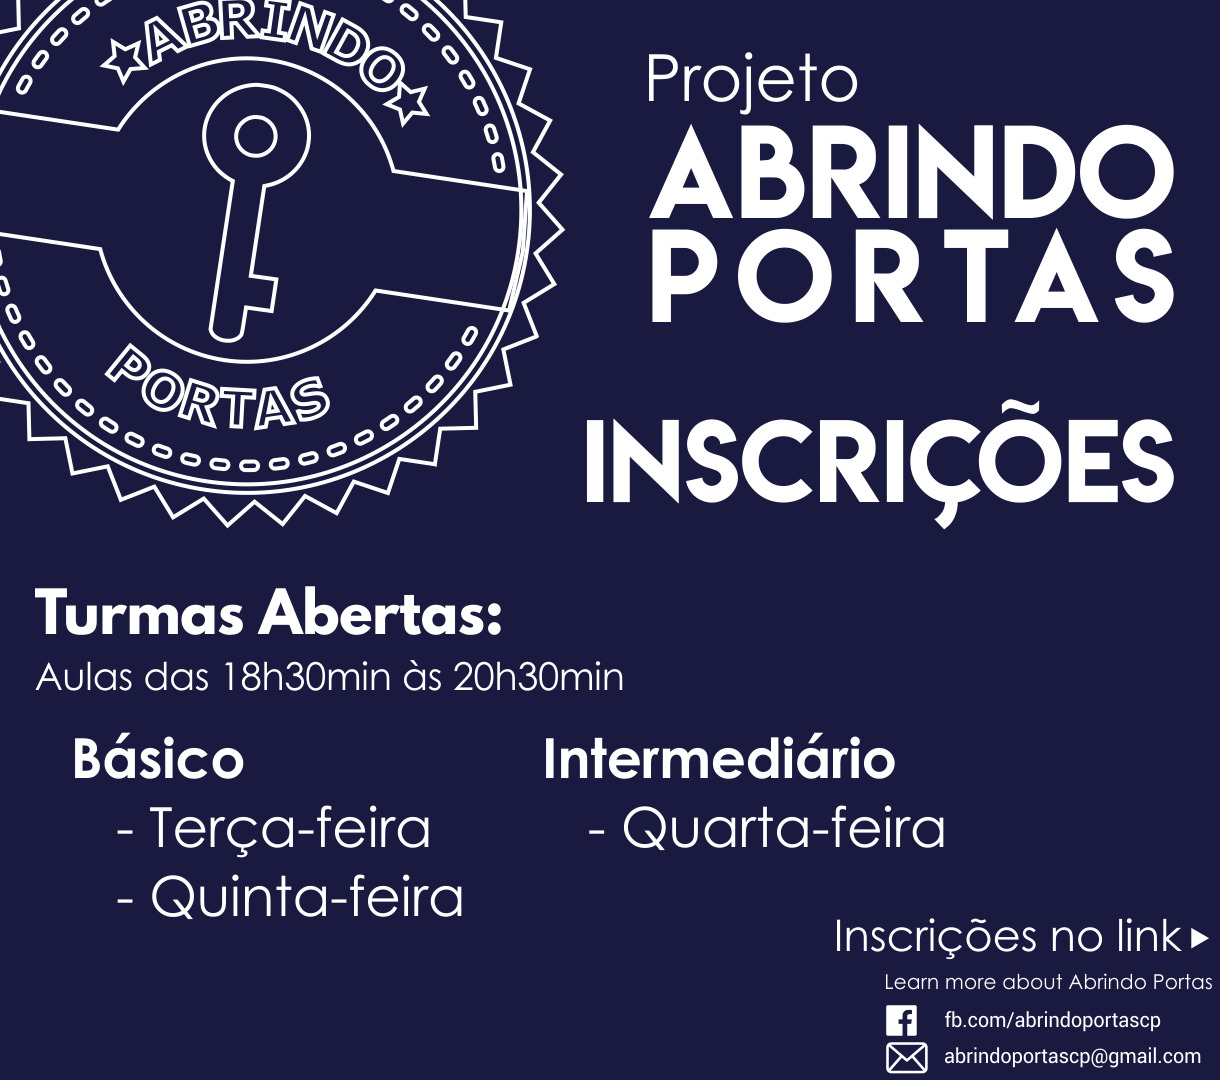 ABRINDO
PORTAS
Projeto
ABRINDO
PORTAS
INSCRIÇÕES
Turmas Abertas:
Aulas das 18h30min às 20h30min
Básico
- Terça-feira
- Quinta-feira
Intermediário
- Quarta-feira
Inscrições no link
Learn more about Abrindo Portas
fb.com/abrindoportascp
abrindoportascp@gmail.com